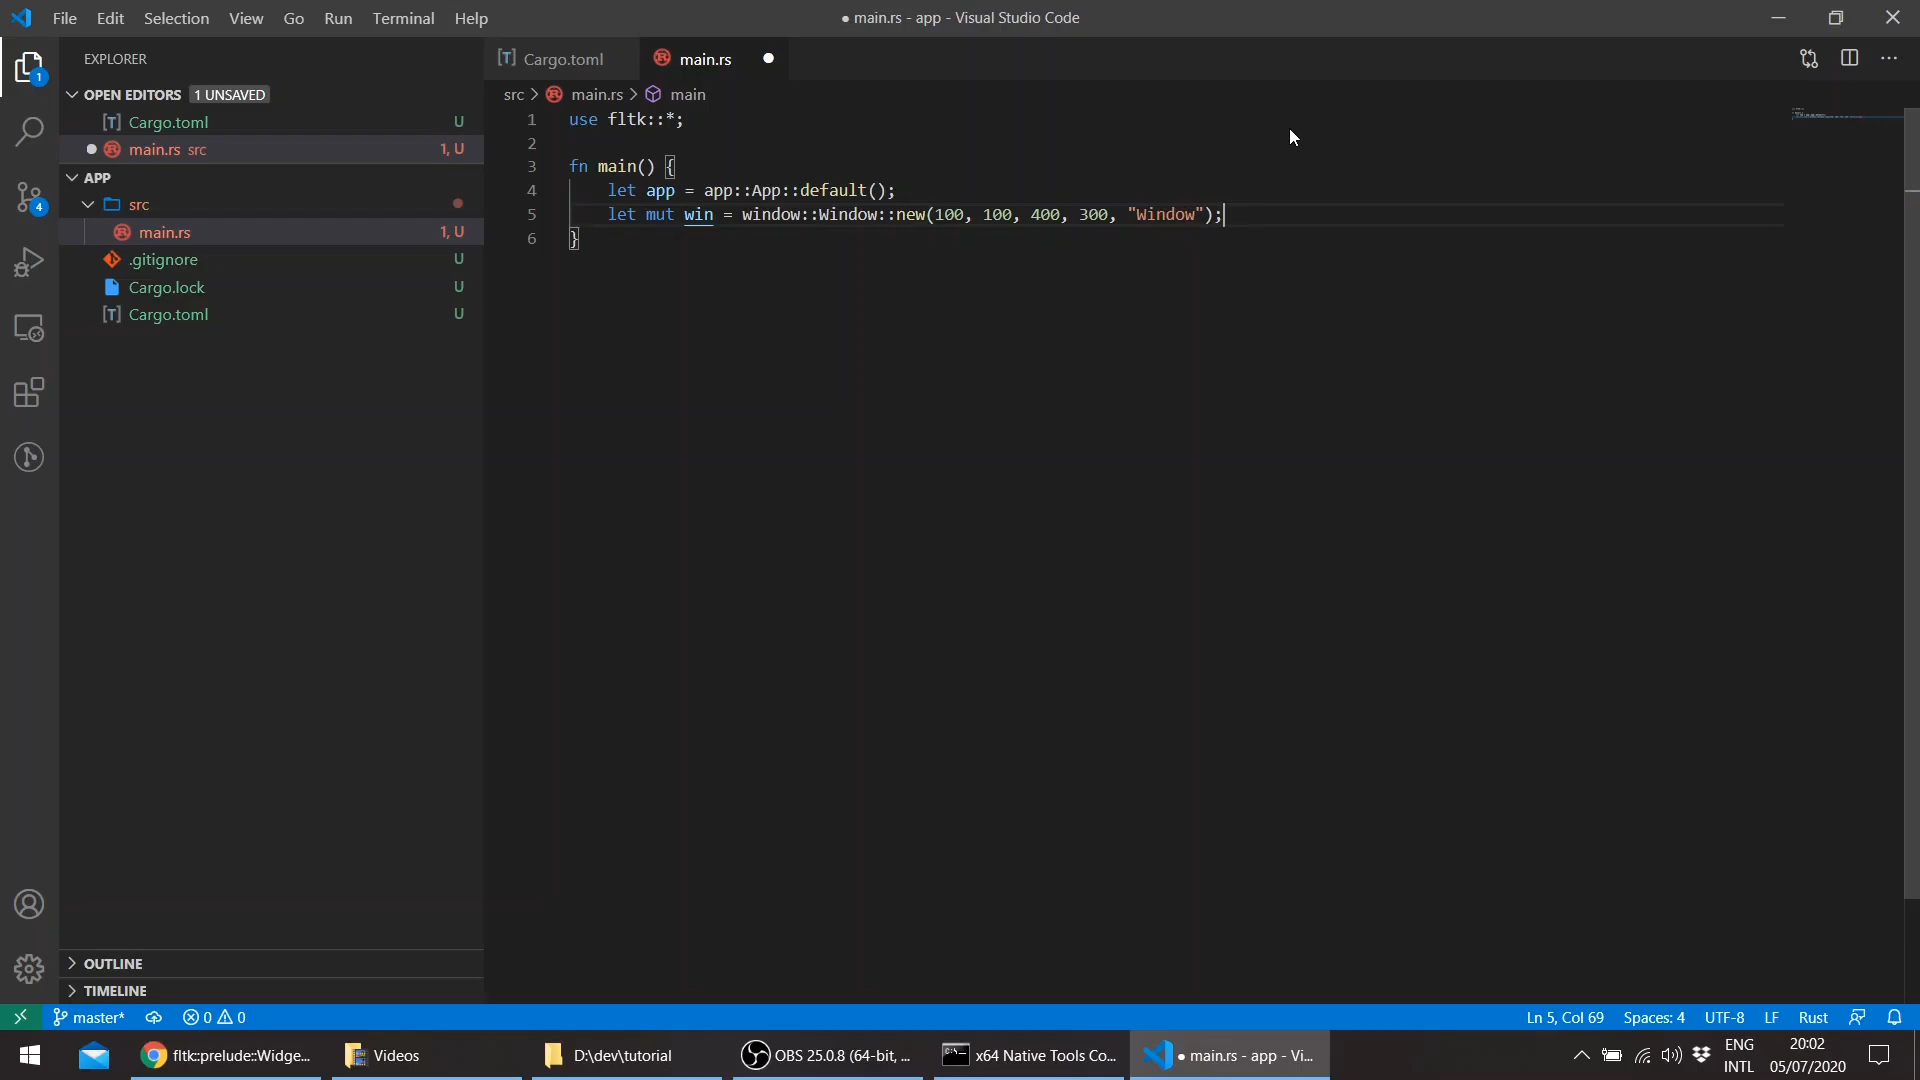 File Edit Selection View Go Run Terminal Help
● main.rs - app - Visual Studio Code
EXPLORER
OPEN EDITORS 1 UNSAVED
[T] Cargo.toml U
main.rs src 1, U
APP
src
main.rs 1, U
.gitignore U
Cargo.lock U
[T] Cargo.toml U
OUTLINE
TIMELINE
[T] Cargo.toml
main.rs
src > main.rs > main
1 use fltk::*;
2
3 fn main() {
4 let app = app::App::default();
5 let mut win = window::Window::new(100, 100, 400, 300, "Window");
6 }
1
4
master* 0 0
Ln 5, Col 69 Spaces: 4 UTF-8 LF Rust
fltk::prelude::Widge...
Videos
D:\dev\tutorial
OBS 25.0.8 (64-bit, ...
x64 Native Tools Co...
● main.rs - app - Vi...
ENG
INTL
20:02
05/07/2020